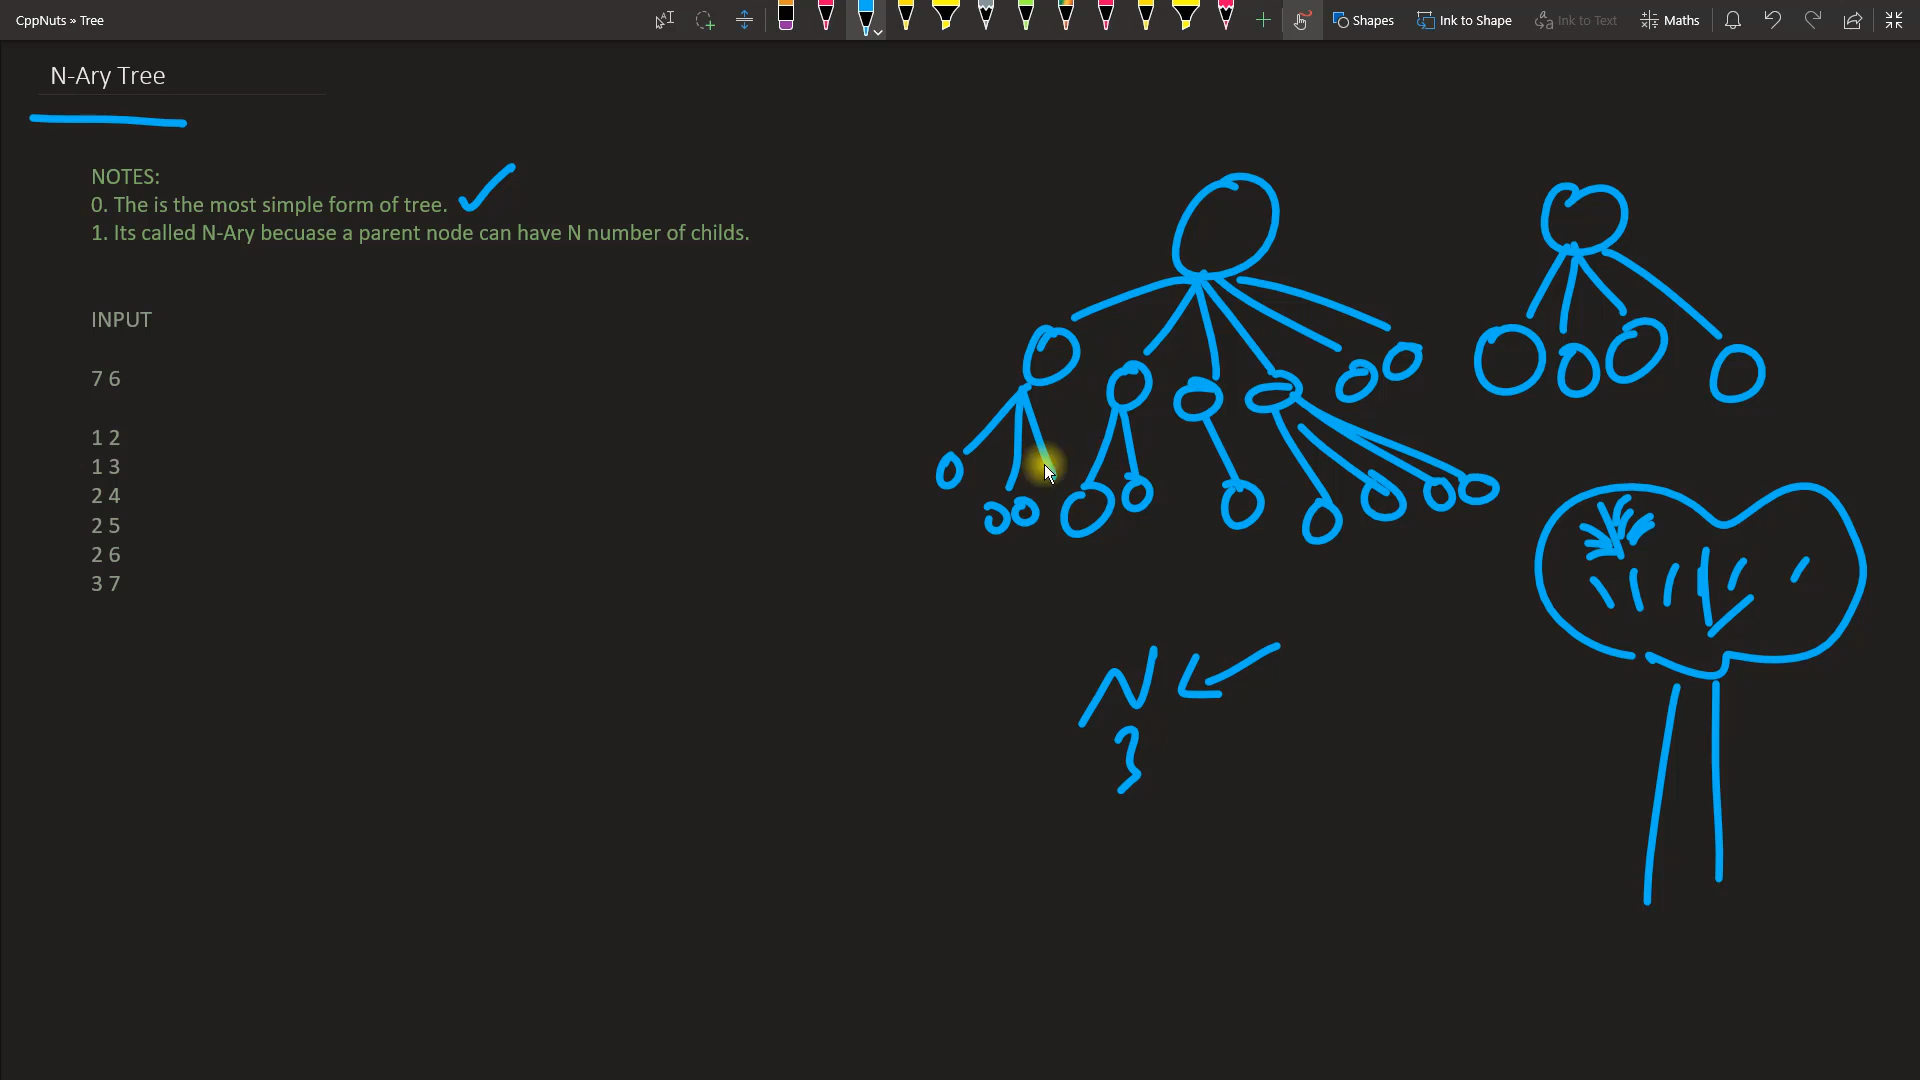 CppNuts » Tree
Shapes
Ink to Shape
Ink to Text
Maths
N-Ary Tree
NOTES:
0. The is the most simple form of tree.
1. Its called N-Ary becuase a parent node can have N number of childs.
INPUT
7 6
1 2
1 3
2 4
2 5
2 6
3 7
N